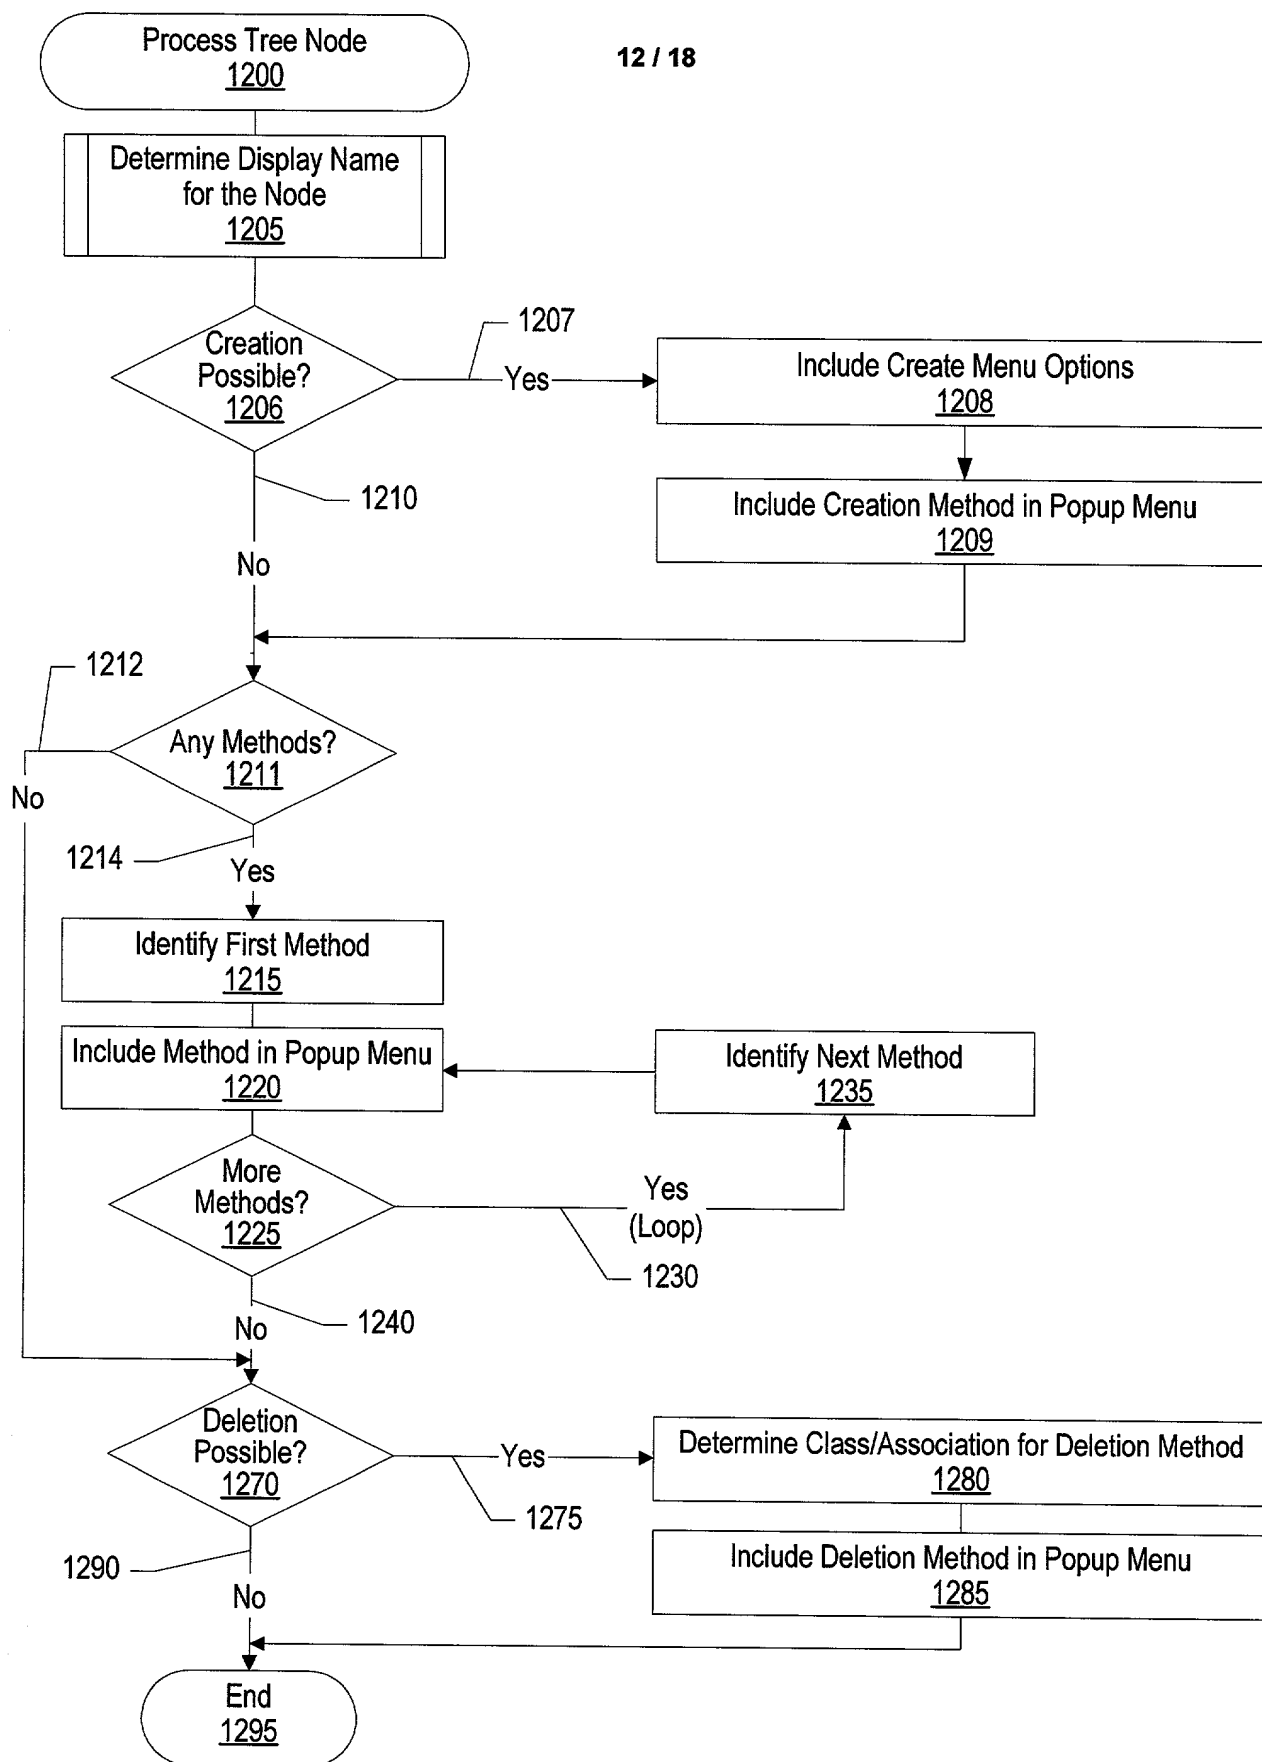 Process Tree Node
1200
12 / 18
Determine Display Name
for the Node
1205
Creation
Possible?
1206
1207
Yes
Include Create Menu Options
1208
Include Creation Method in Popup Menu
1209
1210
No
1212
Any Methods?
1211
No
1214
Yes
Identify First Method
1215
Include Method in Popup Menu
1220
Identify Next Method
1235
More
Methods?
1225
Yes
(Loop)
1230
1240
No
Deletion
Possible?
1270
Yes
1275
Determine Class/Association for Deletion Method
1280
Include Deletion Method in Popup Menu
1285
1290
No
End
1295